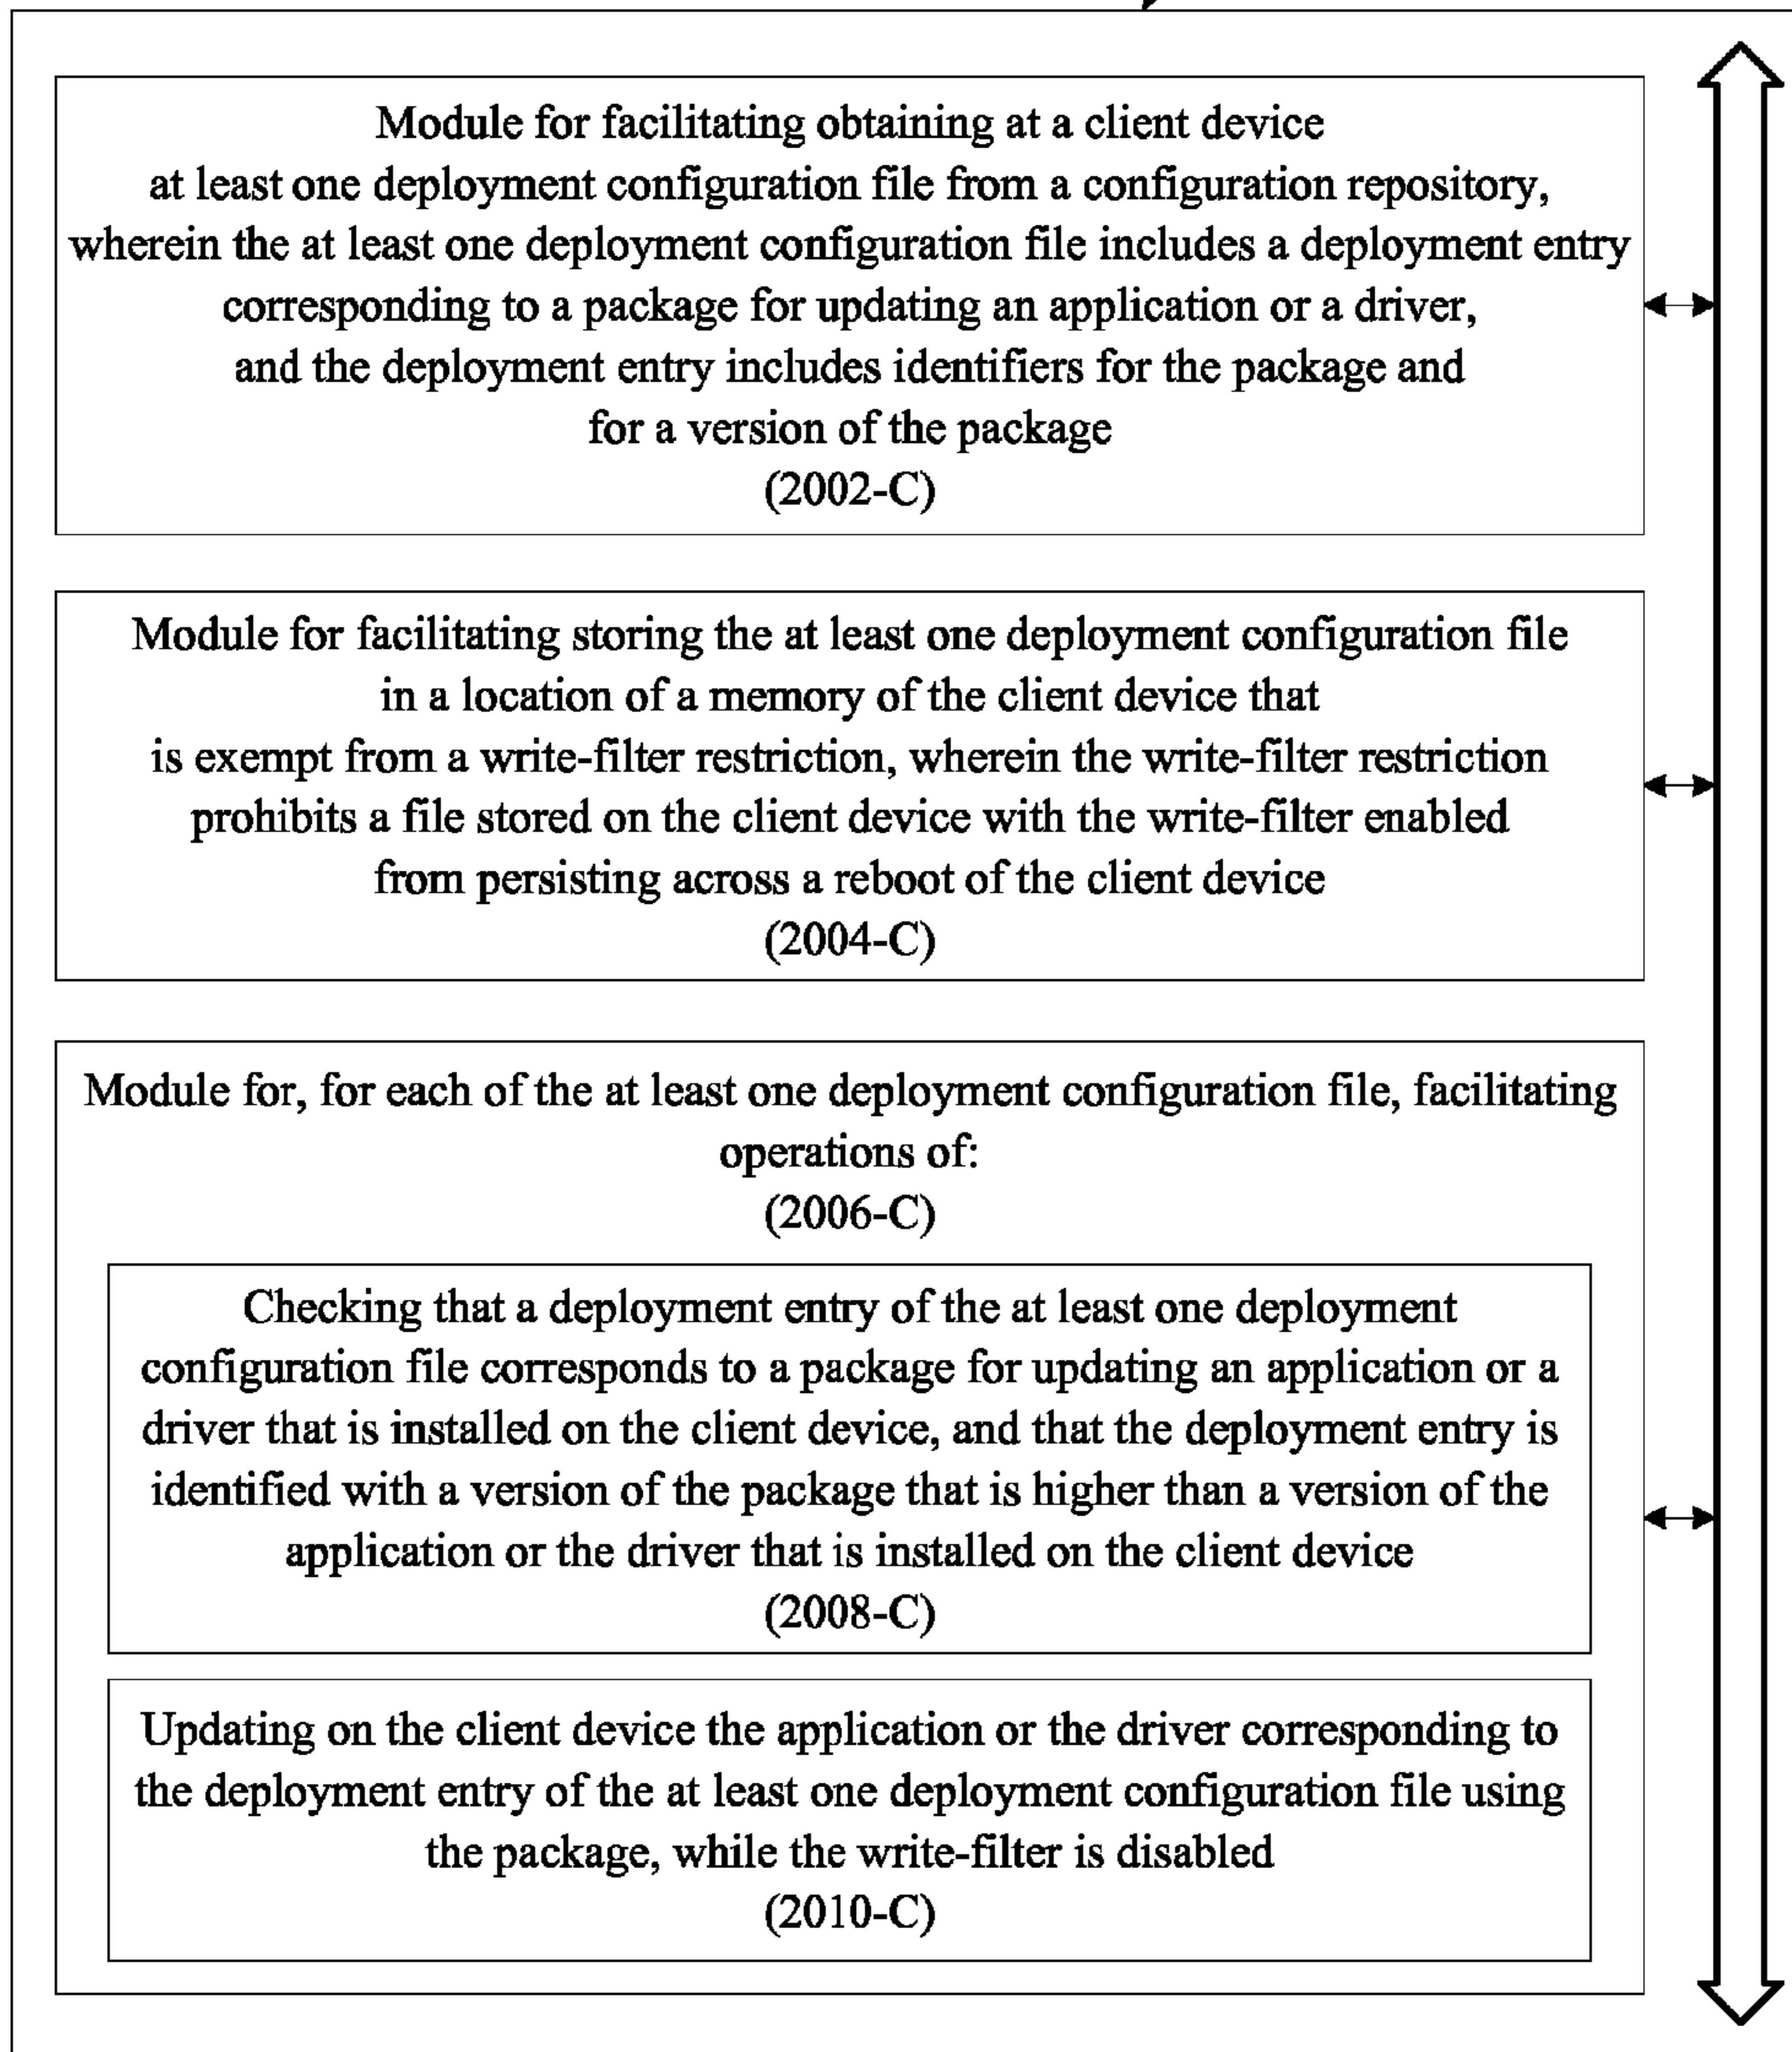 Module for facilitating obtaining at a client device
at least one deployment configuration file from a configuration repository,
wherein the at least one deployment configuration file includes a deployment entry
corresponding to a package for updating an application or a driver,
and the deployment entry includes identifiers for the package and
for a version of the package
(2002-C)
Module for facilitating storing the at least one deployment configuration file
in a location of a memory of the client device that
is exempt from a write-filter restriction, wherein the write-filter restriction
prohibits a file stored on the client device with the write-filter enabled
from persisting across a reboot of the client device
(2004-C)
Module for, for each of the at least one deployment configuration file, facilitating
operations of:
(2006-C)
Checking that a deployment entry of the at least one deployment
configuration file corresponds to a package for updating an application or a
driver that is installed on the client device, and that the deployment entry is
identified with a version of the package that is higher than a version of the
application or the driver that is installed on the client device
(2008-C)
Updating on the client device the application or the driver corresponding to
the deployment entry of the at least one deployment configuration file using
the package, while the write-filter is disabled
(2010-C)